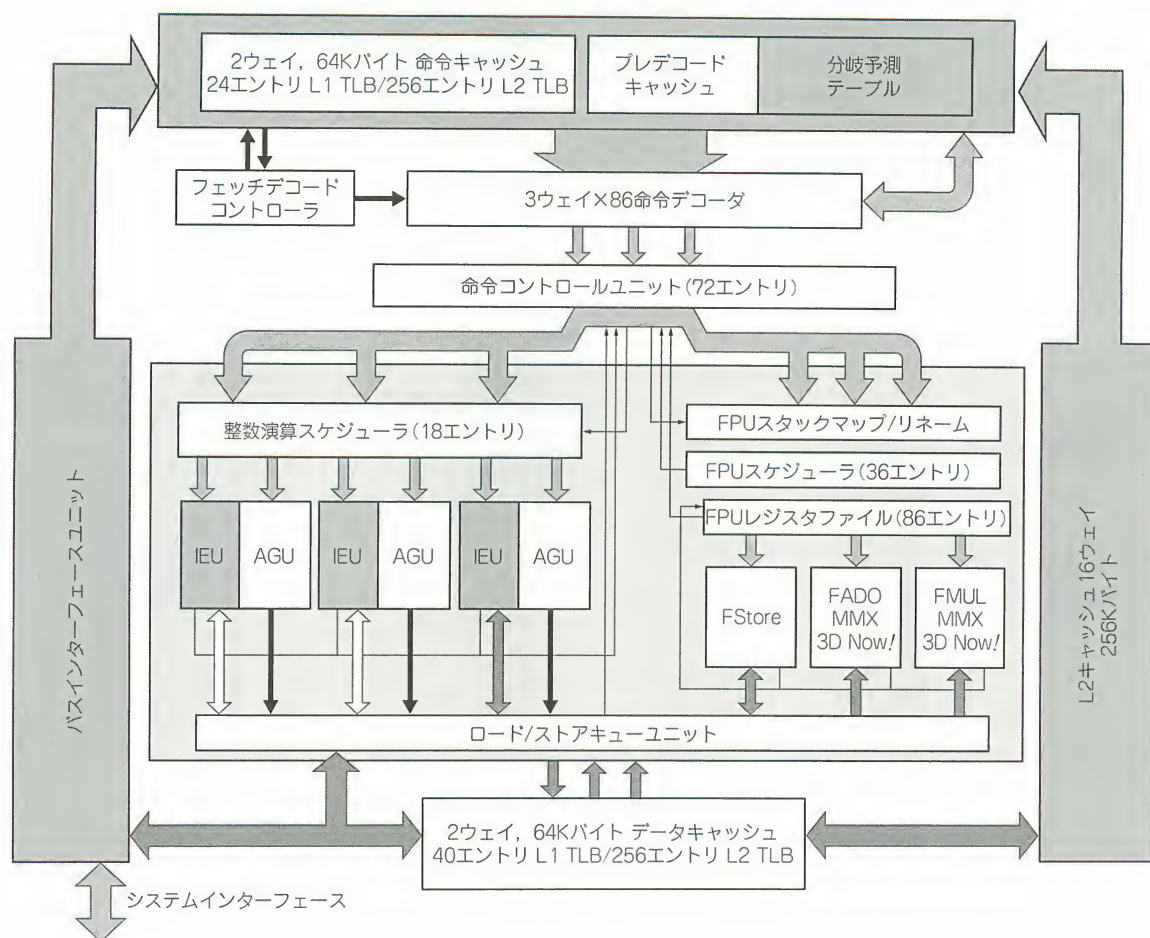 2ウェイ，64Kバイト 命令キャッシュ
24エントリ L1 TLB/256エントリ L2 TLB
プレデコード
キャッシュ
分岐予測
テーブル
フェッチデコード
コントローラ
3ウェイ×86命令デコーダ
命令コントロールユニット(72エントリ)
バスインターフェースユニット
整数演算スケジューラ(18エントリ)
FPUスタックマップ/リネーム
FPUスケジューラ(36エントリ)
FPUレジスタファイル(86エントリ)
IEU
AGU
IEU
AGU
IEU
AGU
FStore
FADO
MMX
3D Now!
FMUL
MMX
3D Now!
L2キャッシュ16ウェイ
256Kバイト
ロード/ストアキューユニット
2ウェイ，64Kバイト データキャッシュ
40エントリ L1 TLB/256エントリ L2 TLB
システムインターフェース